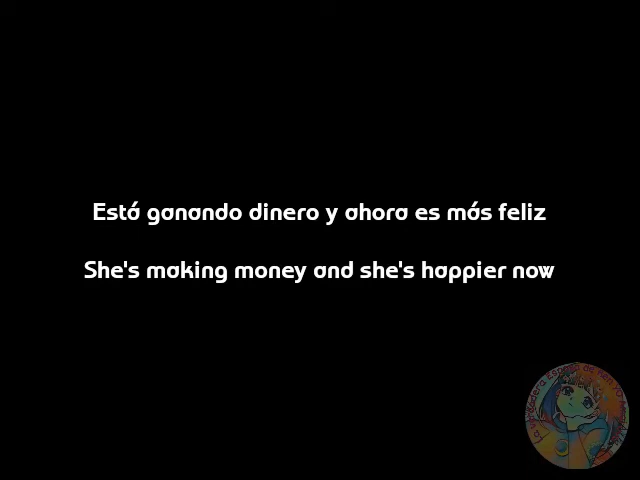 Está ganando dinero y ahora es más feliz
She's making money and she's happier now